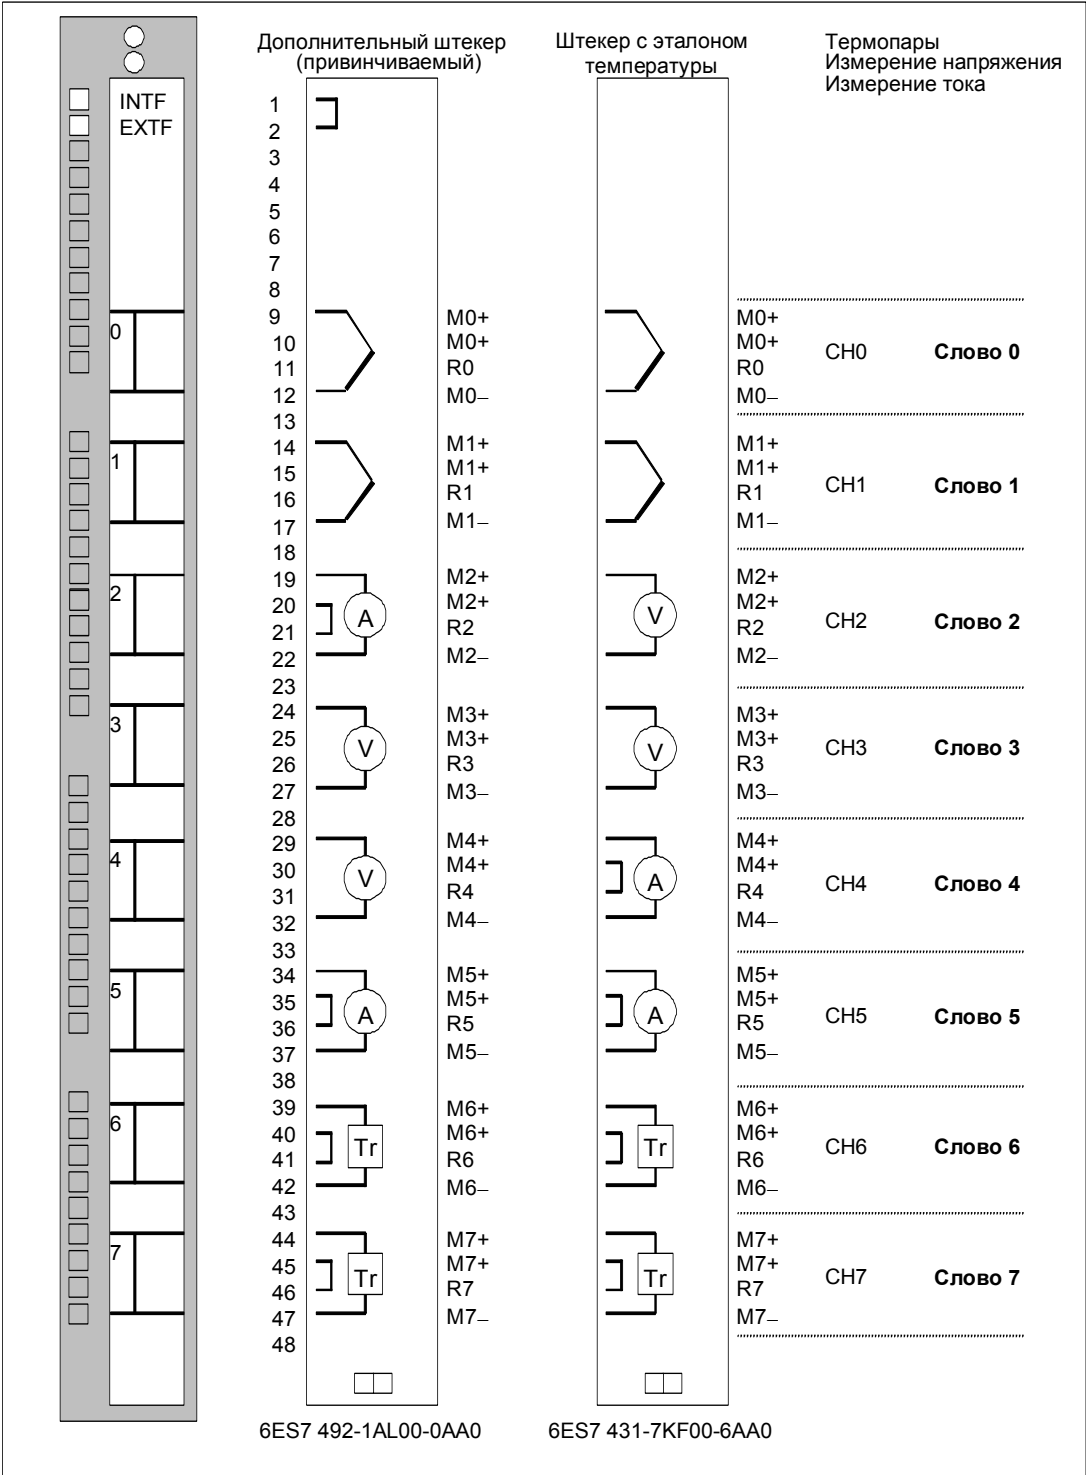 Дополнительный штекер
(привинчиваемый)
Штекер с эталоном
температуры
Термопары
Измерение напряжения
Измерение тока
INTF
EXTF
1
2
3
4
5
6
7
8
0
9 M0+ M0+
10 M0+ M0+
11 R0 R0
12 M0– M0–
CH0 Слово 0
13
1
14 M1+ M1+
15 M1+ M1+
16 R1 R1
17 M1– M1–
CH1 Слово 1
18
2
19 M2+ M2+
20 A M2+ V M2+
21 R2 R2
22 M2– M2–
CH2 Слово 2
23
3
24 M3+ M3+
25 V M3+ V M3+
26 R3 R3
27 M3– M3–
CH3 Слово 3
28
4
29 M4+ M4+
30 V M4+ A M4+
31 R4 R4
32 M4– M4–
CH4 Слово 4
33
5
34 M5+ M5+
35 A M5+ A M5+
36 R5 R5
37 M5– M5–
CH5 Слово 5
38
6
39 M6+ M6+
40 Tr M6+ Tr M6+
41 R6 R6
42 M6– M6–
CH6 Слово 6
43
7
44 M7+ M7+
45 Tr M7+ Tr M7+
46 R7 R7
47 M7– M7–
CH7 Слово 7
48
6ES7 492-1AL00-0AA0
6ES7 431-7KF00-6AA0